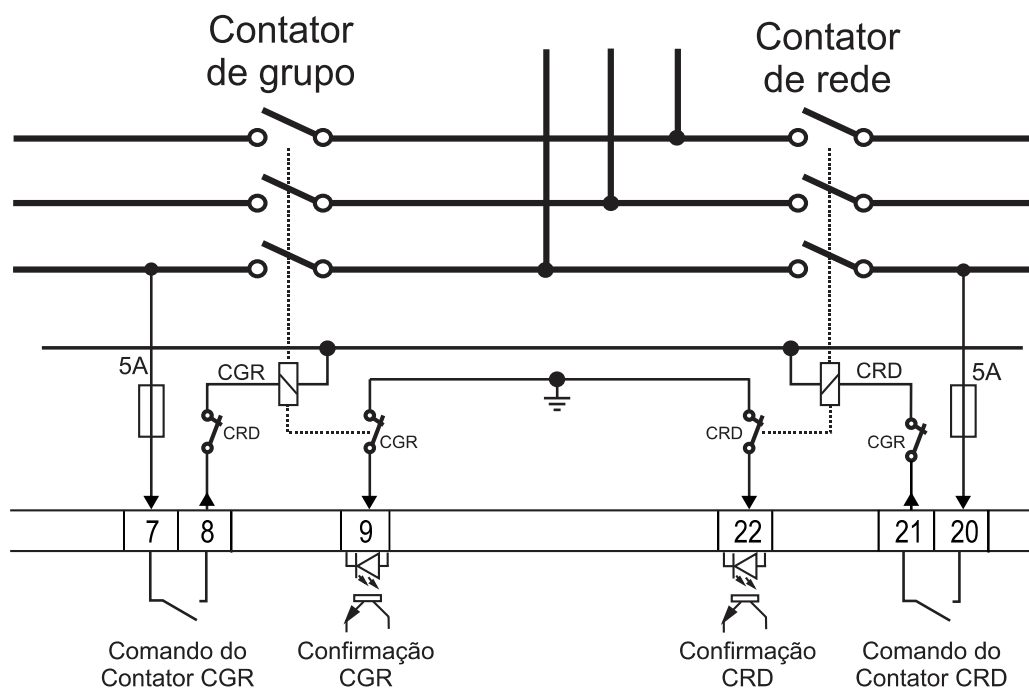 Contator
de grupo
Contator
de rede
5A
CGR
CRD
5A
CRD
CGR
CRD
CGR
7
8
9
22
21
20
Comando do
Contator CGR
Confirmação
CGR
Confirmação
CRD
Comando do
Contator CRD